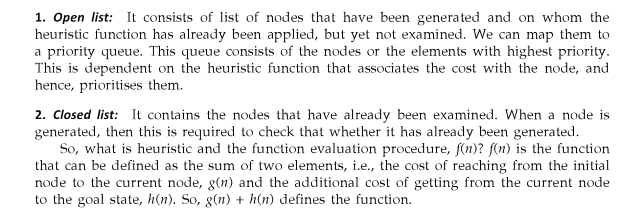 1. Open list: It consists of list of nodes that have been generated and on whom the
heuristic function has already been applied, but yet not examined. We can map them to
a priority queue. This queue consists of the nodes or the elements with highest priority.
This is dependent on the heuristic function that associates the cost with the node, and
hence, prioritises them.
2. Closed list: It contains the nodes that have already been examined. When a node is
generated, then this is required to check that whether it has already been generated.
So, what is heuristic and the function evaluation procedure, f(n)? f(n) is the function
that can be defined as the sum of two elements, i.e., the cost of reaching from the initial
node to the current node, g(n) and the additional cost of getting from the current node
to the goal state, h(n). So, g(n) + h(n) defines the function.